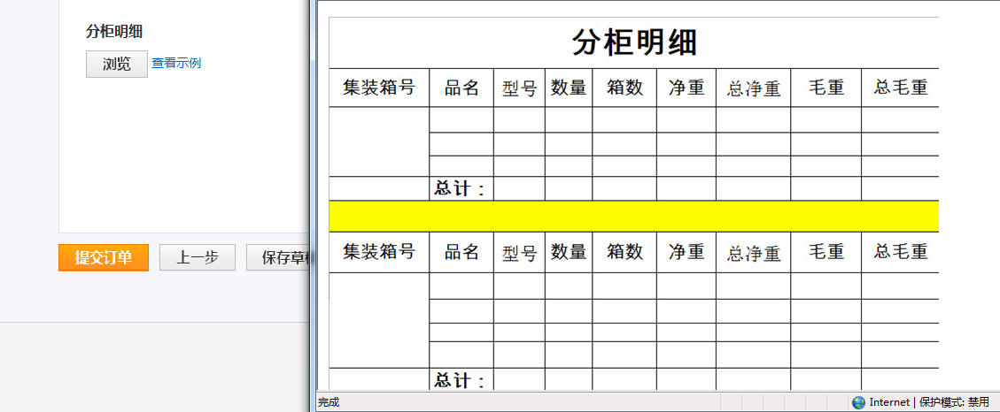 分柜明细
浏览 查看示例
提交订单 上一步 保存草
分柜明细
集装箱号 品名 型号 数量 箱数 净重 总净重 毛重 总毛重
总计：
集装箱号 品名 型号 数量 箱数 净重 总净重 毛重 总毛重
总计：
完成 Internet | 保护模式: 禁用